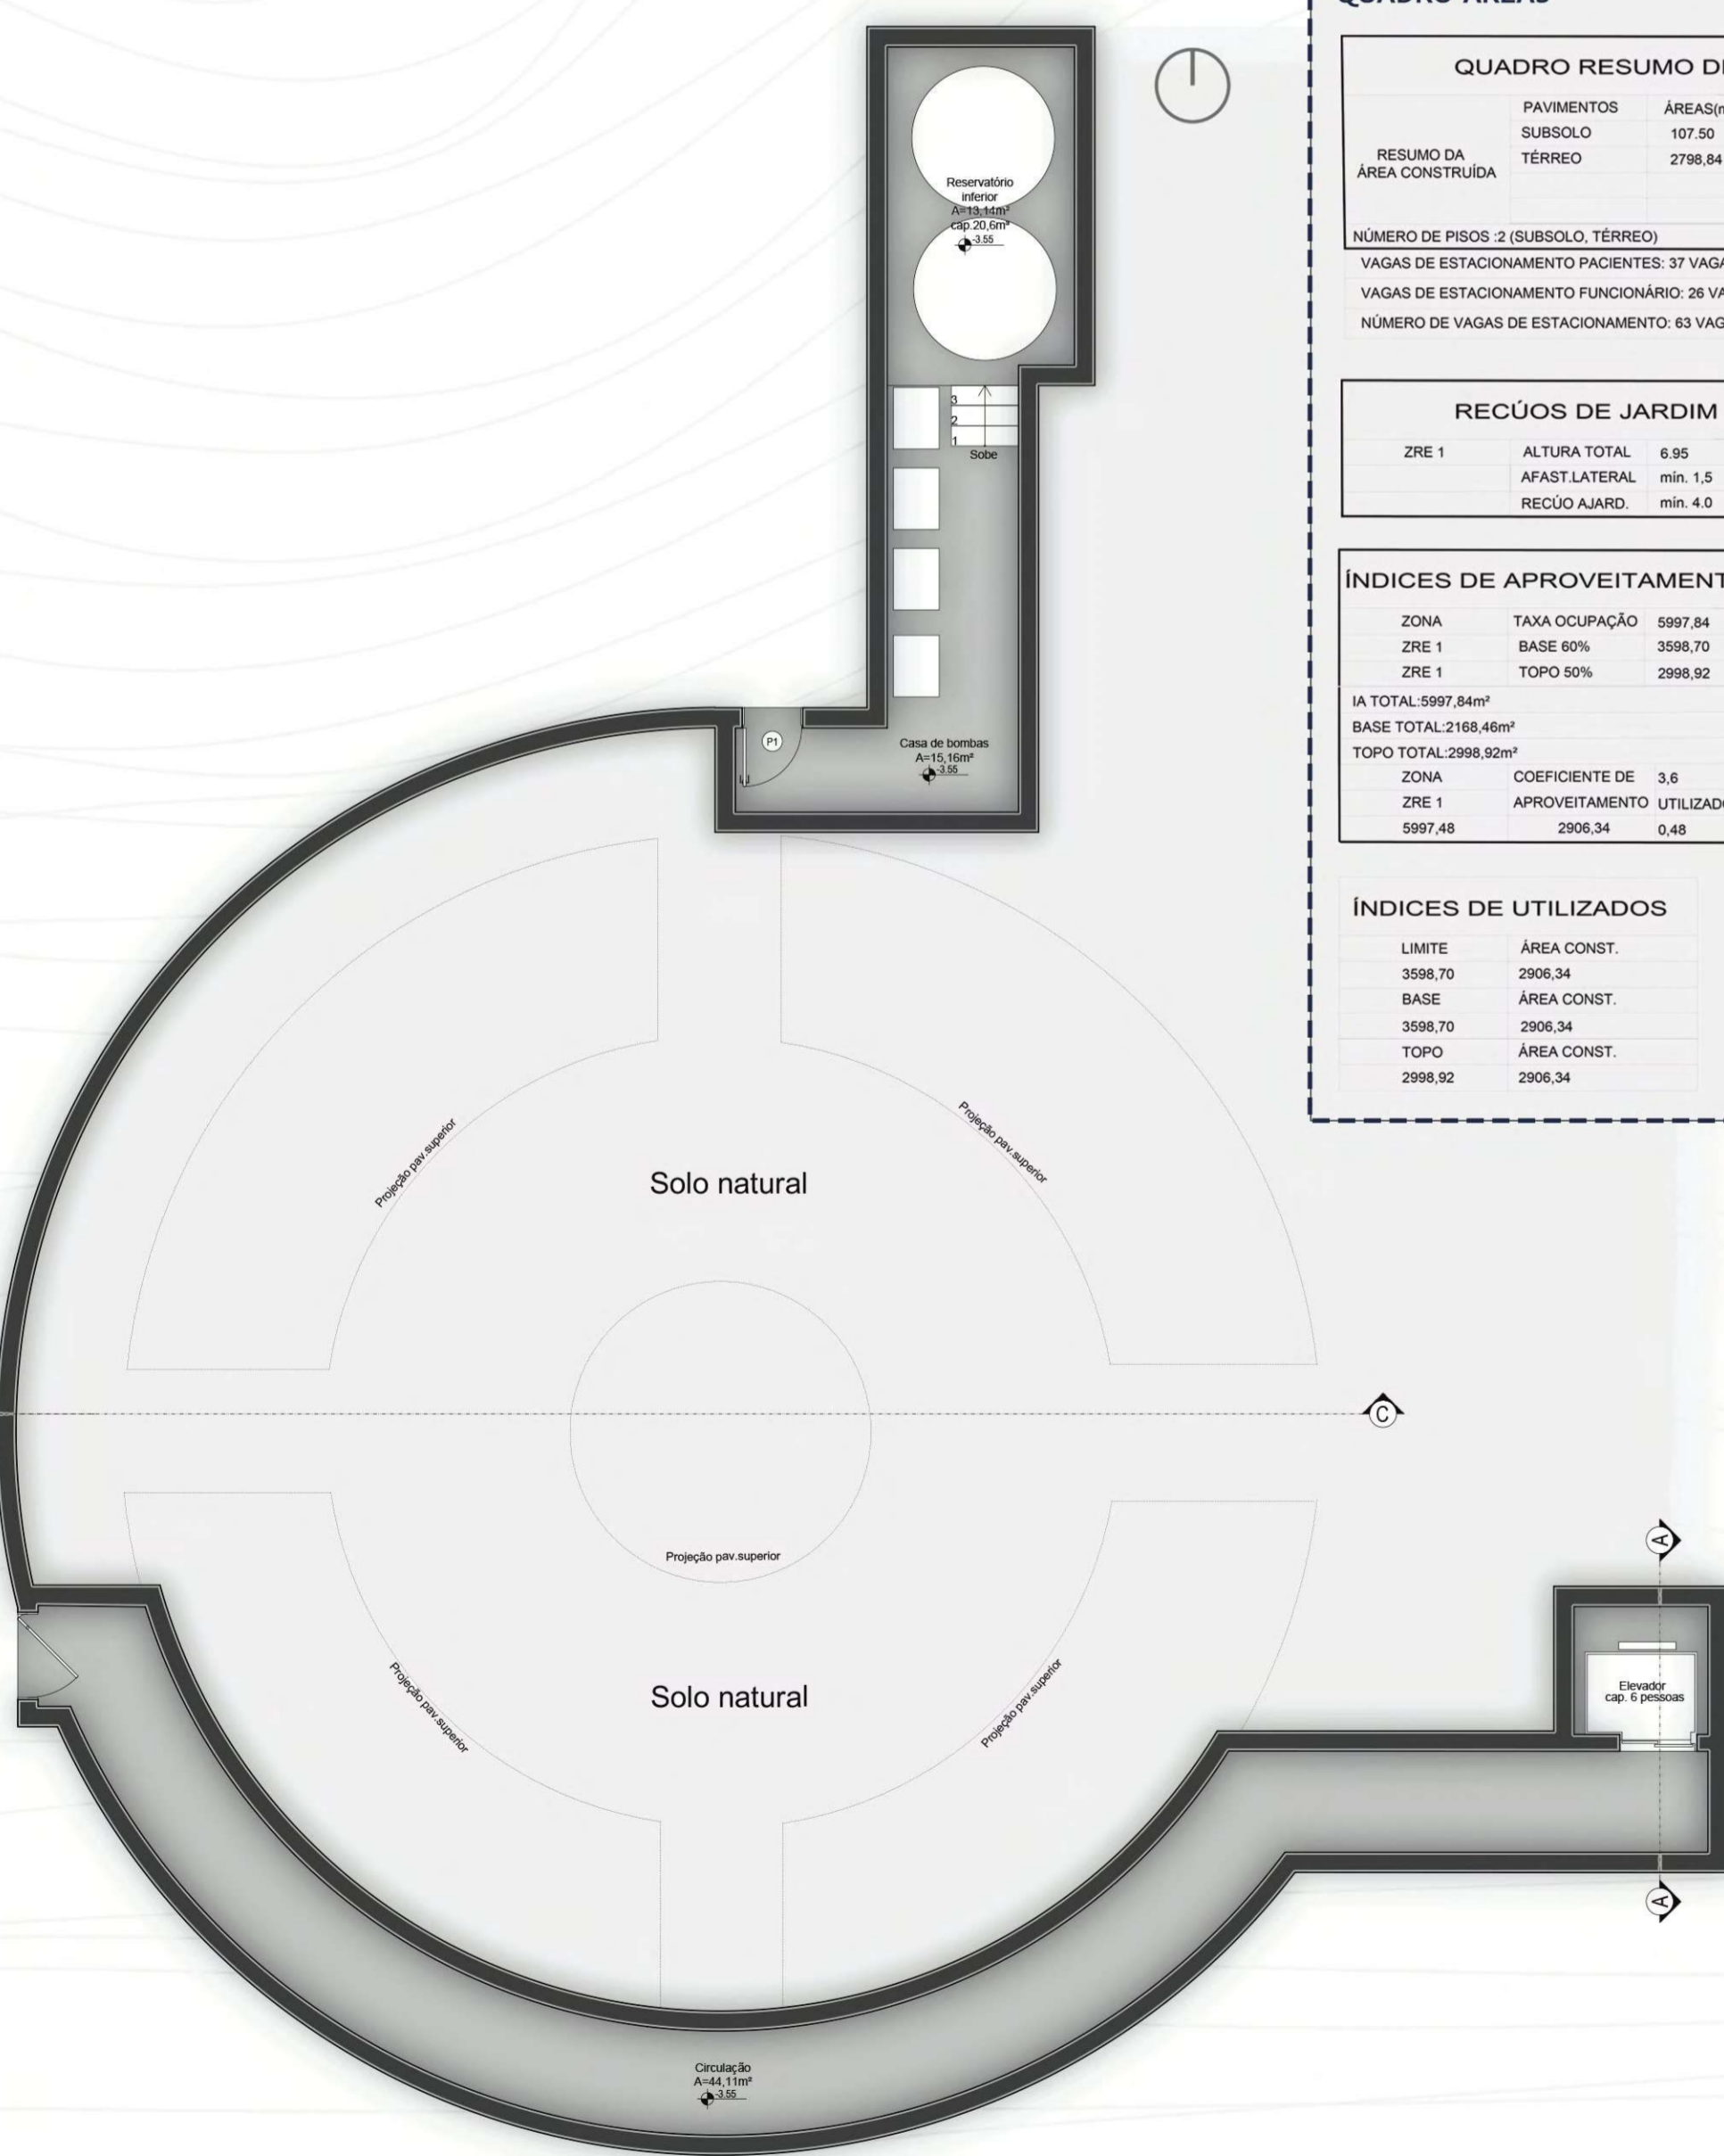 Reservatório
inferior
A=13,14m²
cap.20,6m³
-3.55
3
2
1
Sobe
P1
Casa de bombas
A=15,16m²
-3.55
Projeção pav.superior
Projeção pav.superior
Solo natural
C
Projeção pav.superior
Projeção pav.superior
Solo natural
Projeção pav.superior
A
Elevador
cap. 6 pessoas
A
Circulação
A=44,11m²
-3.55
QUADRO ÁREAS
QUADRO RESUMO
PAVIMENTOS
SUBSOLO 107.50
RESUMO DA
ÁREA CONSTRUÍDA
TÉRREO 2798,84
NÚMERO DE PISOS :2 (SUBSOLO, TÉRREO)
VAGAS DE ESTACIONAMENTO PACIENTES: 37
VAGAS DE ESTACIONAMENTO FUNCIONÁRIO: 26
NÚMERO DE VAGAS DE ESTACIONAMENTO: 63
RECÚOS DE JARDIM
ZRE 1 ALTURA TOTAL 6.95
AFAST.LATERAL min. 1,5
RECÚO AJARD. min. 4.0
ÍNDICES DE APROVEITAMENT
ZONA TAXA OCUPAÇÃO 5997,84
ZRE 1 BASE 60% 3598,70
ZRE 1 TOPO 50% 2998,92
IA TOTAL:5997,84m²
BASE TOTAL:2168,46m²
TOPO TOTAL:2998,92m²
ZONA COEFICIENTE DE 3,6
ZRE 1 APROVEITAMENTO UTILIZAD
5997,48 2906,34 0,48
ÍNDICES DE UTILIZADOS
LIMITE ÁREA CONST.
3598,70 2906,34
BASE ÁREA CONST.
3598,70 2906,34
TOPO ÁREA CONST.
2998,92 2906,34